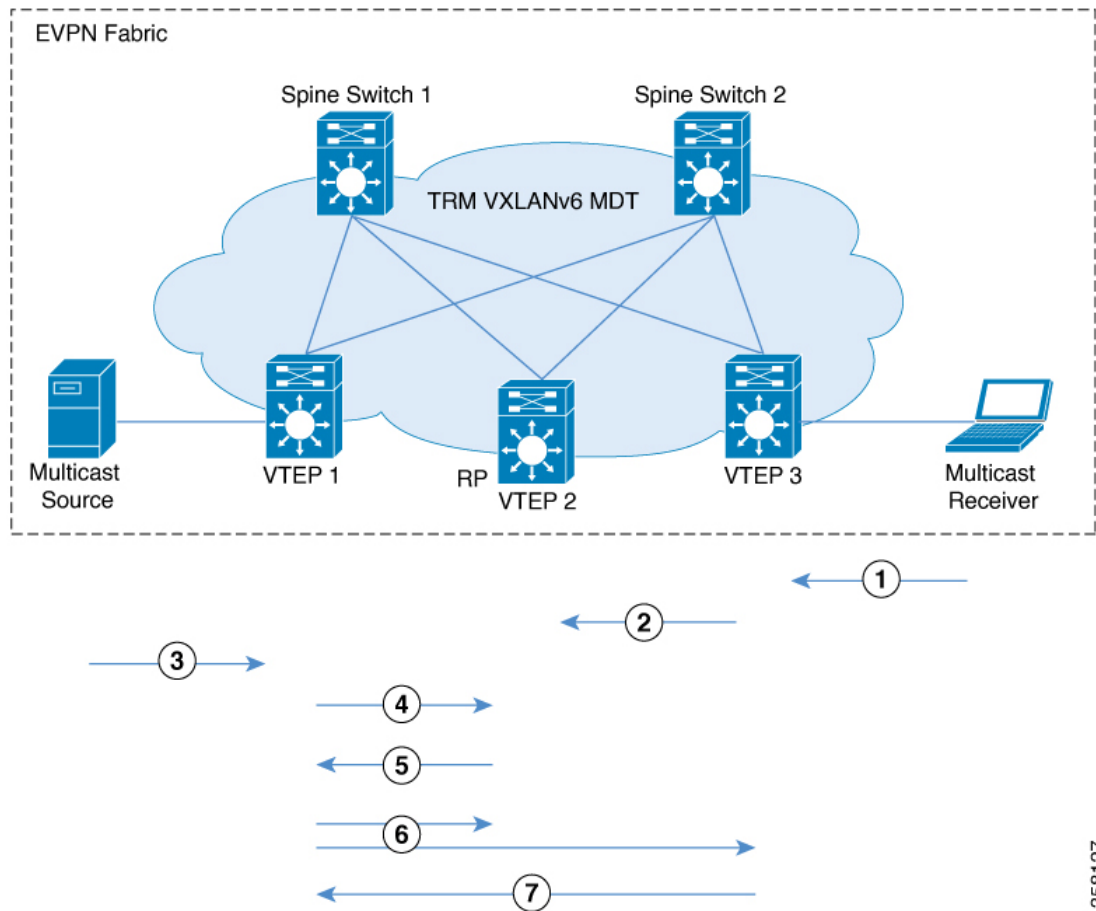 EVPN Fabric
Spine Switch 1
Spine Switch 2
TRM VXLANv6 MDT
Multicast
Source
VTEP 1
RP
VTEP 2
VTEP 3
Multicast
Receiver
1
2
3
4
5
6
7